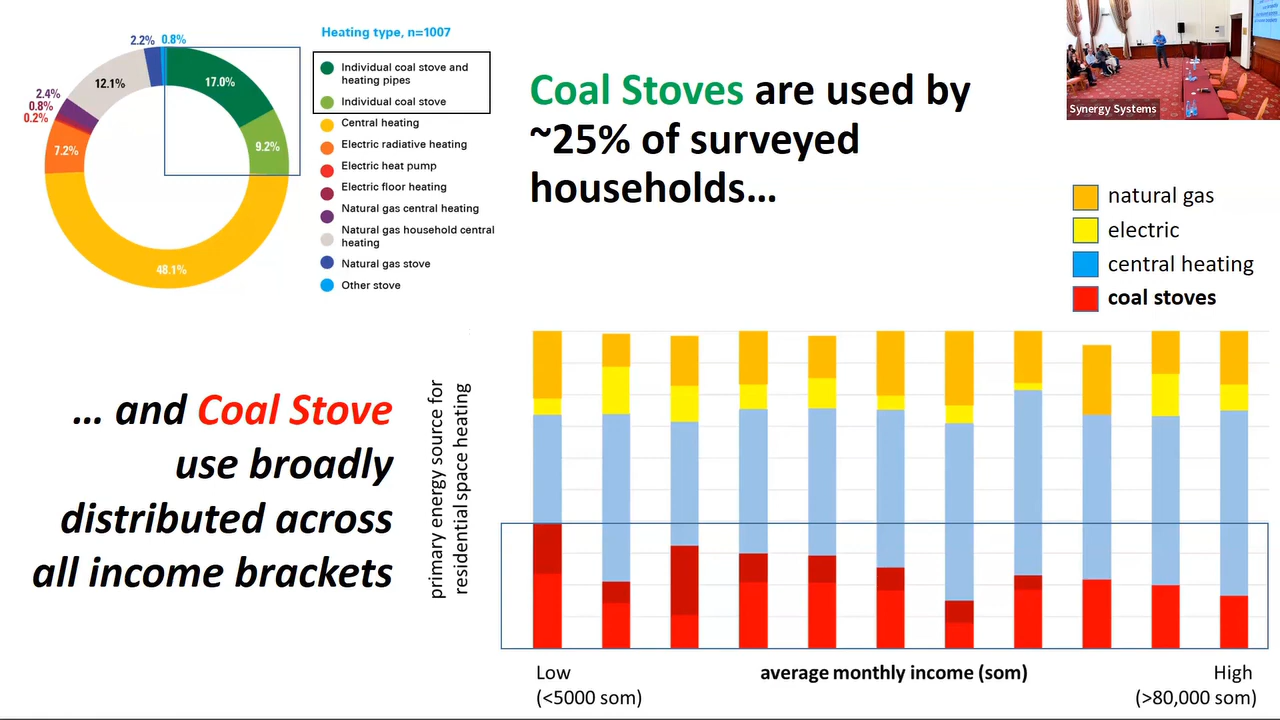 2.2%
0.8%
12.1%
17.0%
2.4%
0.8%
0.2%
7.2%
9.2%
48.1%
Heating type, n=1007
Individual coal stove and
heating pipes
Individual coal stove
Central heating
Electric radiative heating
Electric heat pump
Electric floor heating
Natural gas central heating
Natural gas household central
heating
Natural gas stove
Other stove
Coal Stoves are used by
~25% of surveyed
households...
Synergy Systems
natural gas
electric
central heating
coal stoves
... and Coal Stove
use broadly
distributed across
all income brackets
primary energy source for
residential space heating
Low
(<5000 som)
average monthly income (som)
High
(>80,000 som)